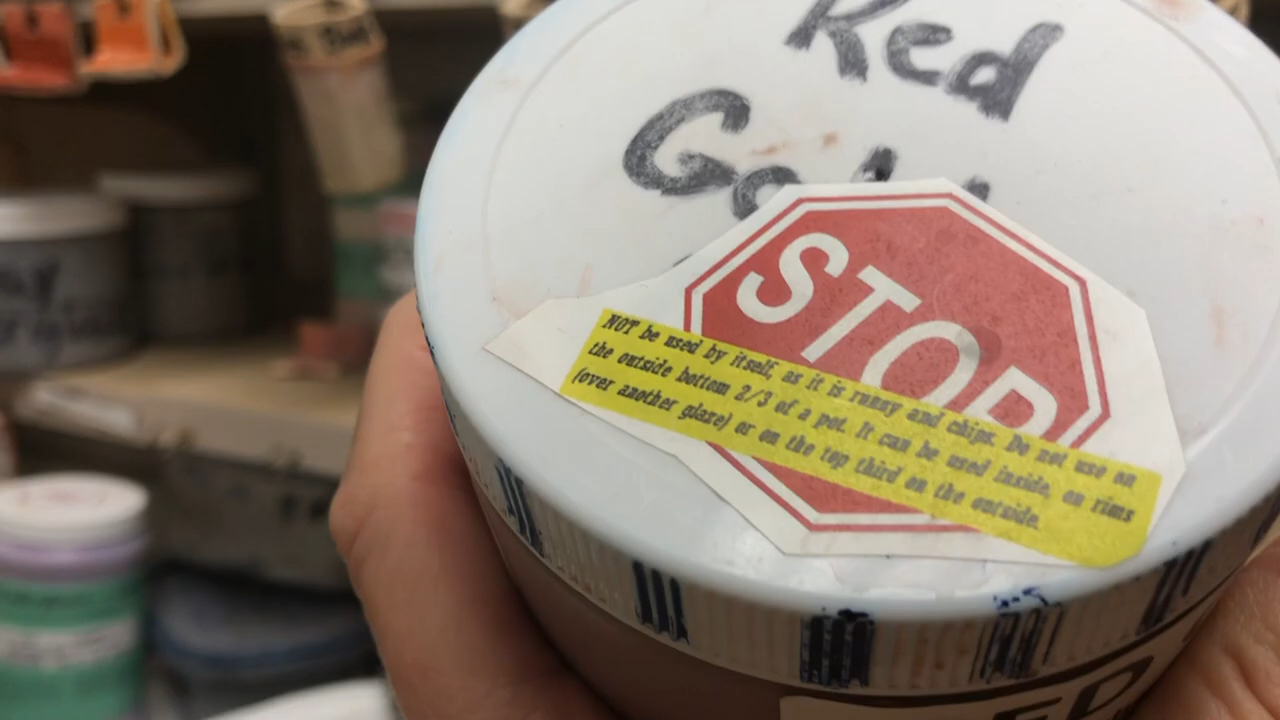 Red
STOP
NOT be used by itself, as it is runny and chips. Do not use on
the outside bottom 2/3 of a pot. It can be used inside, on rims
(over another glaze) or on the top third on the outside.